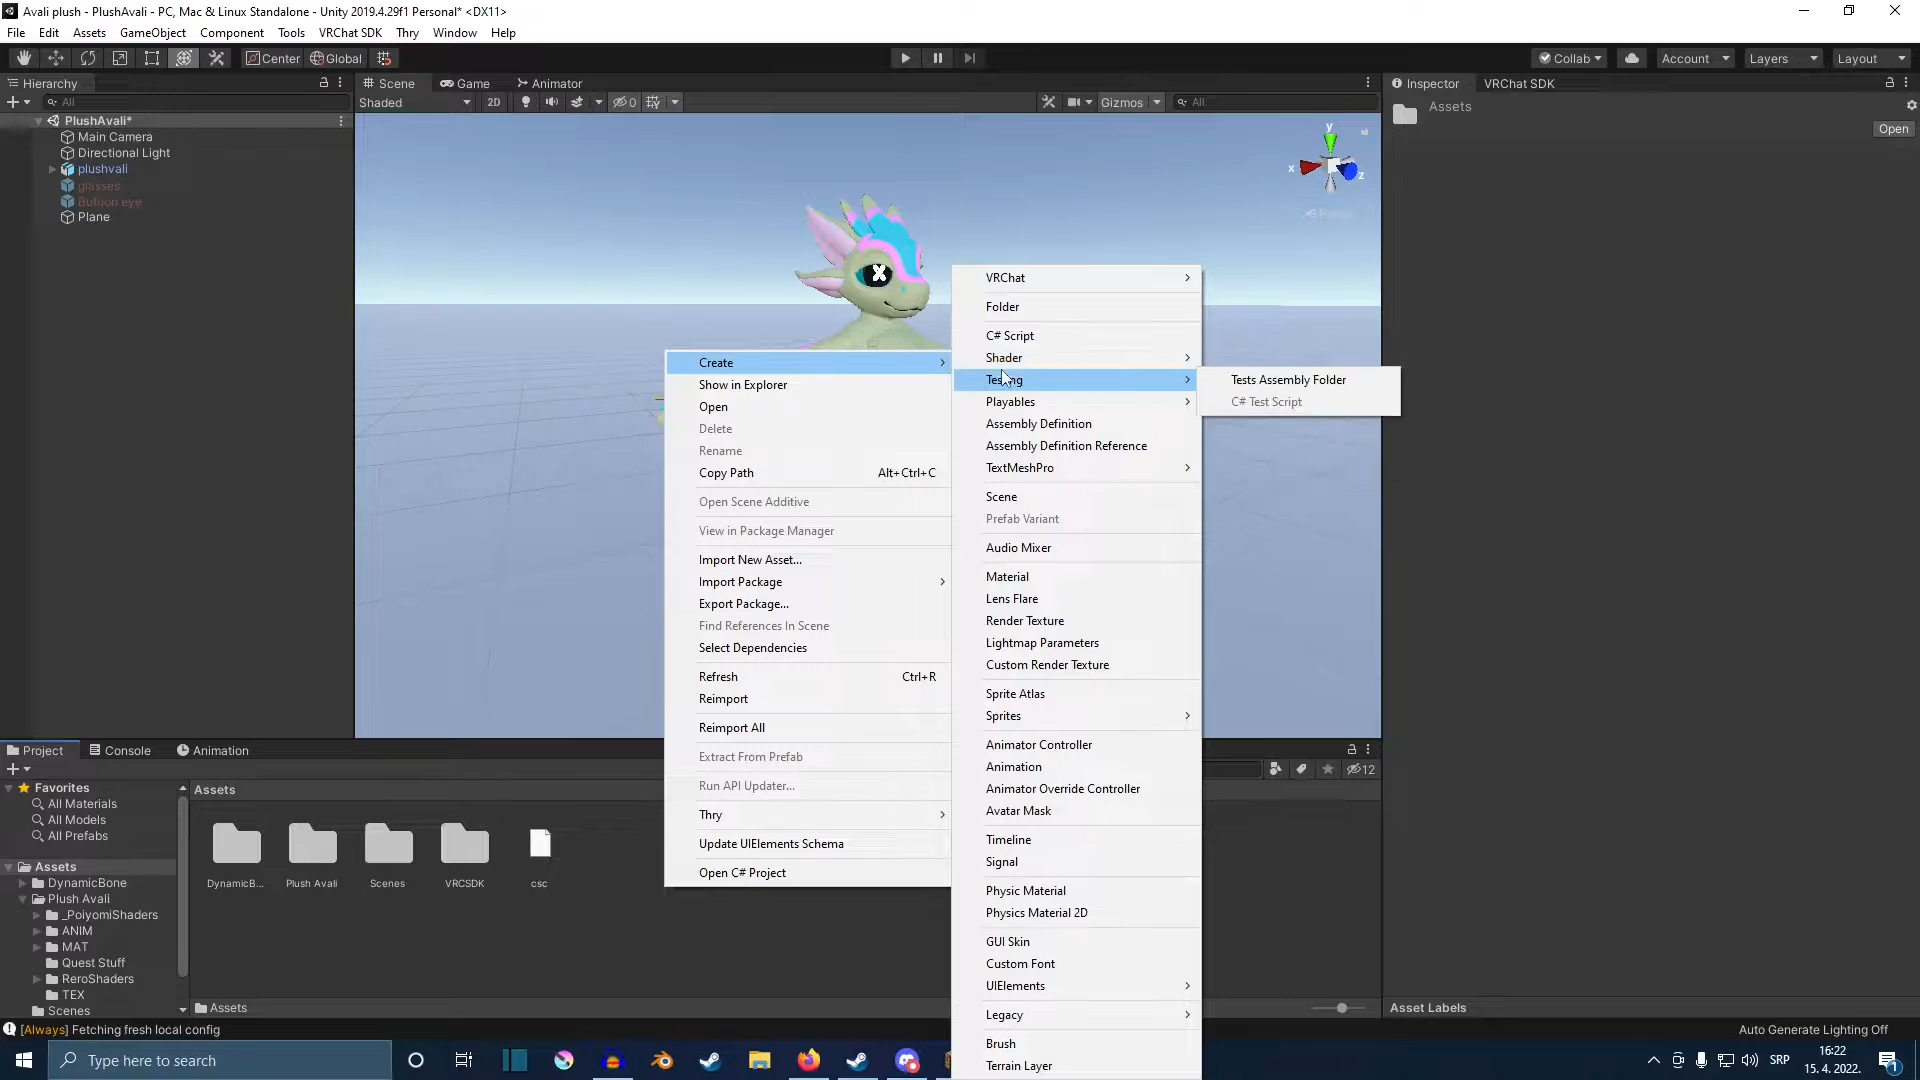 Avali plush - PlushAvali - PC, Mac & Linux Standalone - Unity 2019.4.29f1 Personal* <DX11>
File Edit Assets GameObject Component Tools VRChat SDK Thry Window Help
Center Global Collab Account Layers Layout
Hierarchy
All
PlushAvali*
Main Camera
Directional Light
plushvali
glasses
Button eye
Plane
Scene Game Animator
Shaded 2D 0 Gizmos All
y
x
z
Inspector VRChat SDK
Assets
Open
Create
Show in Explorer
Open
Delete
Rename
Copy Path Alt+Ctrl+C
Open Scene Additive
View in Package Manager
Import New Asset...
Import Package
Export Package...
Find References In Scene
Select Dependencies
Refresh Ctrl+R
Reimport
Reimport All
Extract From Prefab
Run API Updater...
Thry
Update UIElements Schema
Open C# Project
VRChat
Folder
C# Script
Shader
Testing
Playables
Assembly Definition
Assembly Definition Reference
TextMeshPro
Scene
Prefab Variant
Audio Mixer
Material
Lens Flare
Render Texture
Lightmap Parameters
Custom Render Texture
Sprite Atlas
Sprites
Animator Controller
Animation
Animator Override Controller
Avatar Mask
Timeline
Signal
Physic Material
Physics Material 2D
GUI Skin
Custom Font
UIElements
Legacy
Brush
Terrain Layer
Tests Assembly Folder
C# Test Script
Project Console Animation
12
Favorites
All Materials
All Models
All Prefabs
Assets
DynamicBone
Plush Avali
_PoiyomiShaders
ANIM
MAT
Quest Stuff
ReroShaders
TEX
Scenes
Assets
DynamicB... Plush Avali Scenes VRCSDK csc
Assets
Asset Labels
[Always] Fetching fresh local config
Auto Generate Lighting Off
Type here to search
SRP
16:22
15. 4. 2022.
1